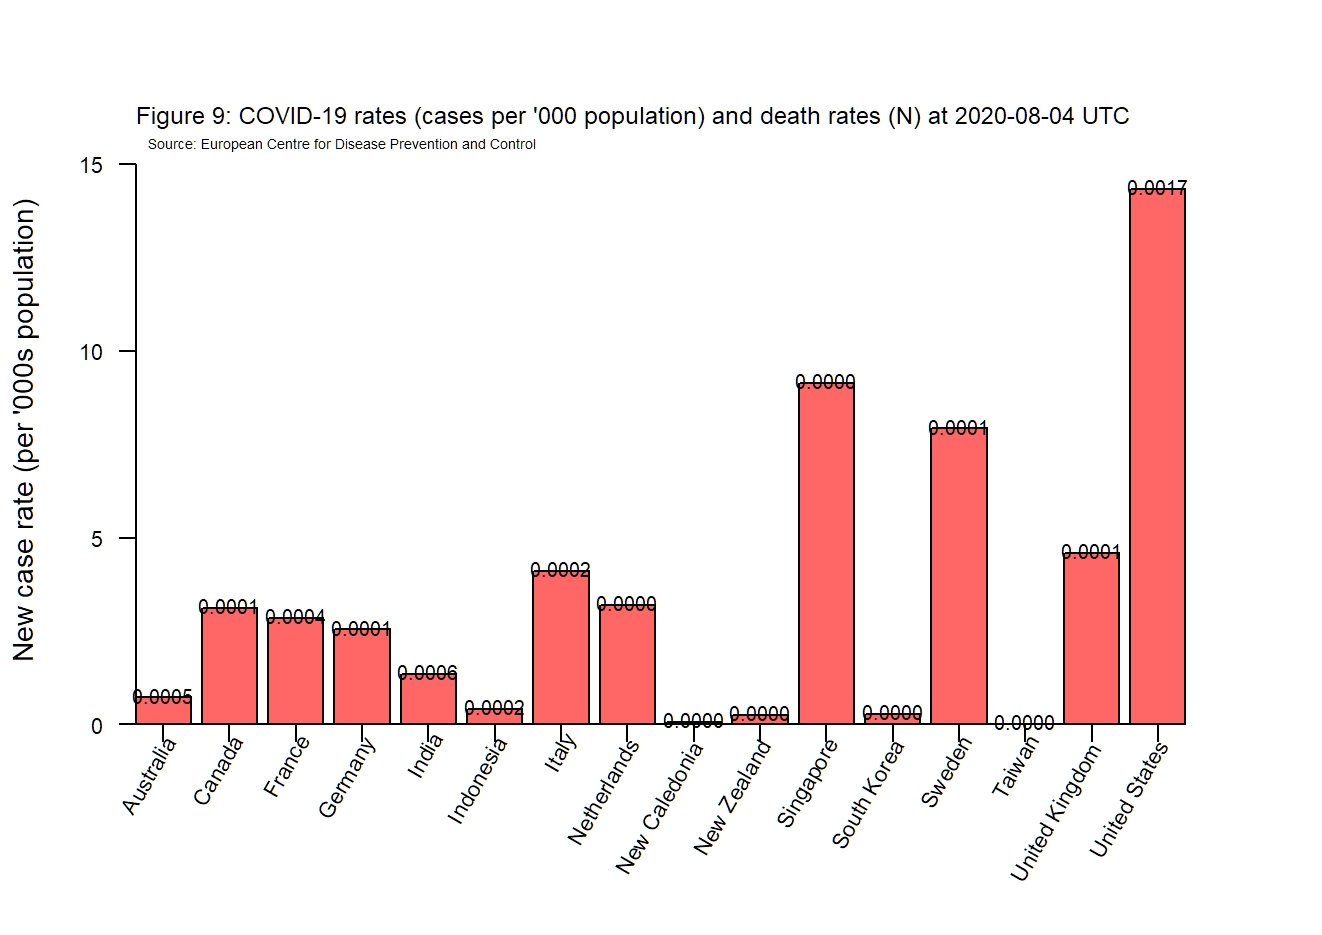 Figure 9: COVID-19 rates (cases per '000 population) and death rates (N) at 2020-08-04 UTC
Source: European Centre for Disease Prevention and Control
New case rate (per '000s population)
15
10
5
0
0.0005
0.0001
0.0004
0.0001
0.0006
0.0002
0.0002
0.0000
0.0000
0.0000
0.0000
0.0000
0.0001
0.0000
0.0001
0.0017
Australia
Canada
France
Germany
India
Indonesia
Italy
Netherlands
New Caledonia
New Zealand
Singapore
South Korea
Sweden
Taiwan
United Kingdom
United States